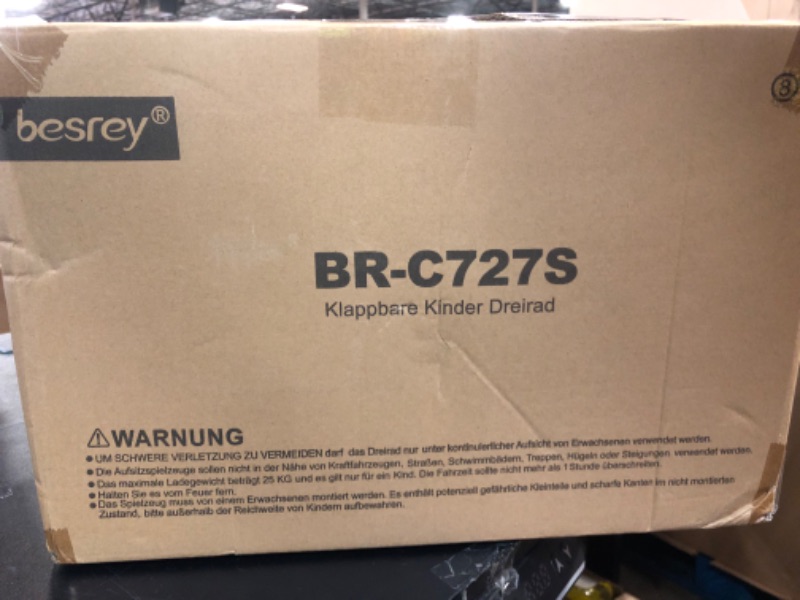 besrey®
8
BR-C727S
Klappbare Kinder Dreirad
⚠WARNUNG
●UM SCHWERE VERLETZUNG ZU VERMEIDEN darf das Dreirad nur unter kontinuierlicher Aufsicht von Erwachsenen verwendet werden.
●Die Aufsitzspielzeuge sollen nicht in der Nähe von Kraftfahrzeugen, Straßen, Schwimmbildern, Treppen, Hügeln oder Steigungen verwendet werden.
●Das maximale Ladegewicht beträgt 25 KG und es gilt nur für ein Kind. Die Fahrzeit sollte nicht mehr als 1Stunde überschreiten.
●Halten Sie es vom Feuer fern.
●Das Spielzeug muss von einem Erwachsenen montiert werden. Es enthält potenziell gefährliche Kleinteile und scharfe Kanten im nicht montierten
Zustand, bitte außerhalb der Reichweite von Kindern aufbewahren.